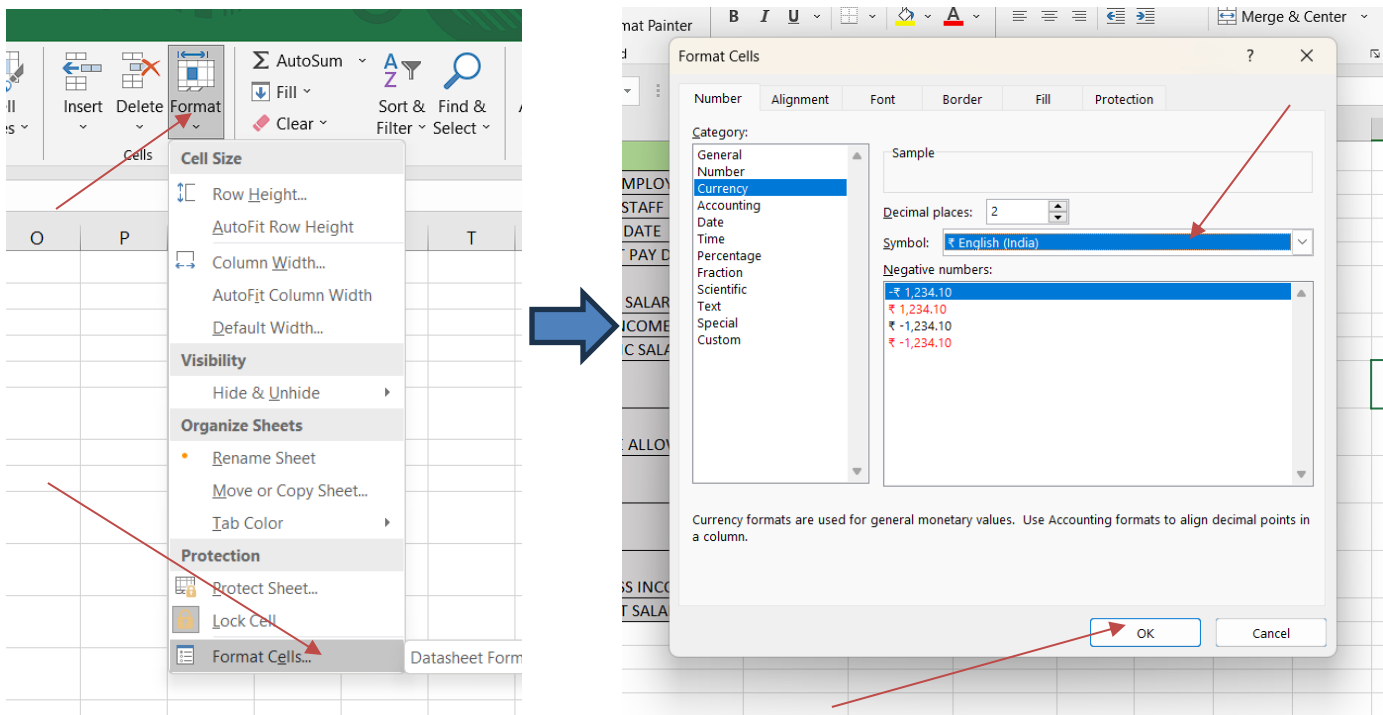 Insert Delete Format
AutoSum
Fill
Clear
Sort & Filter
Find & Select
Cells
O P T
Cell Size
Row Height...
AutoFit Row Height
Column Width...
AutoFit Column Width
Default Width...
Visibility
Hide & Unhide
Organize Sheets
Rename Sheet
Move or Copy Sheet...
Tab Color
Protection
Protect Sheet...
Lock Cell
Format Cells...
Datasheet Form
mat Painter
B I U
A
Merge & Center
MPLOY
STAFF
DATE
PAY D
SALAR
NCOME
IC SALA
ALLOW
SS INCO
T SALA
Format Cells ?
Number Alignment Font Border Fill Protection
Category:
General
Number
Currency
Accounting
Date
Time
Percentage
Fraction
Scientific
Text
Special
Custom
Sample
Decimal places: 2
Symbol: ₹ English (India)
Negative numbers:
-₹ 1,234.10
₹ 1,234.10
₹ -1,234.10
₹ -1,234.10
Currency formats are used for general monetary values.  Use Accounting formats to align decimal points in
a column.
OK Cancel